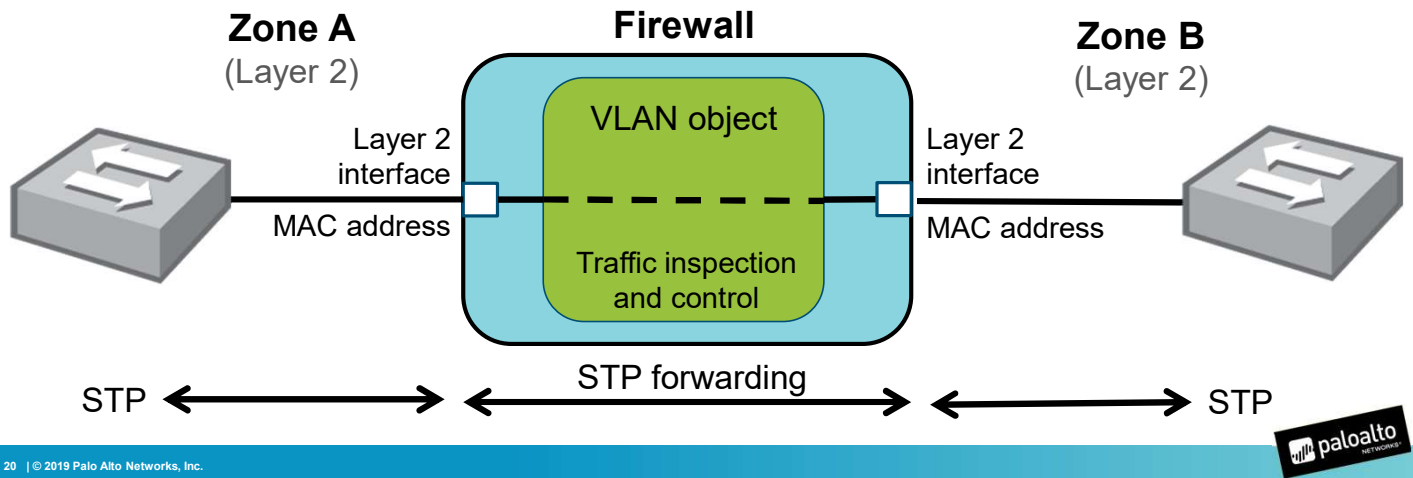 Zone A
(Layer 2)
Firewall
Zone B
(Layer 2)
VLAN object
Layer 2
interface
MAC address
Layer 2
interface
MAC address
Traffic inspection
and control
STP
STP forwarding
STP
20 | © 2019 Palo Alto Networks, Inc.
paloalto
NETWORKS®